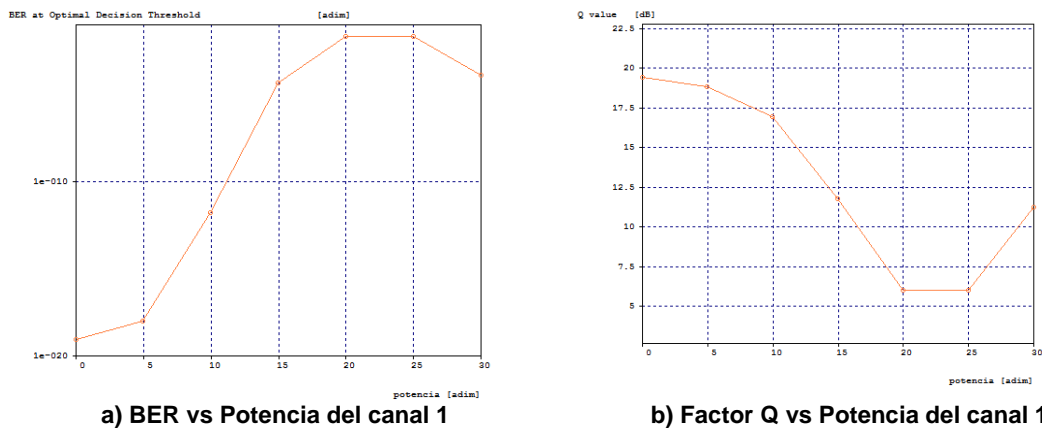 BER at Optimal Decision Threshold [adim]
1e-010
1e-020
0 5 10 15 20 25 30
potencia [adim]
a) BER vs Potencia del canal 1
Q value [dB]
22.5
20
17.5
15
12.5
10
7.5
5
0 5 10 15 20 25 30
potencia [adim]
b) Factor Q vs Potencia del canal 1